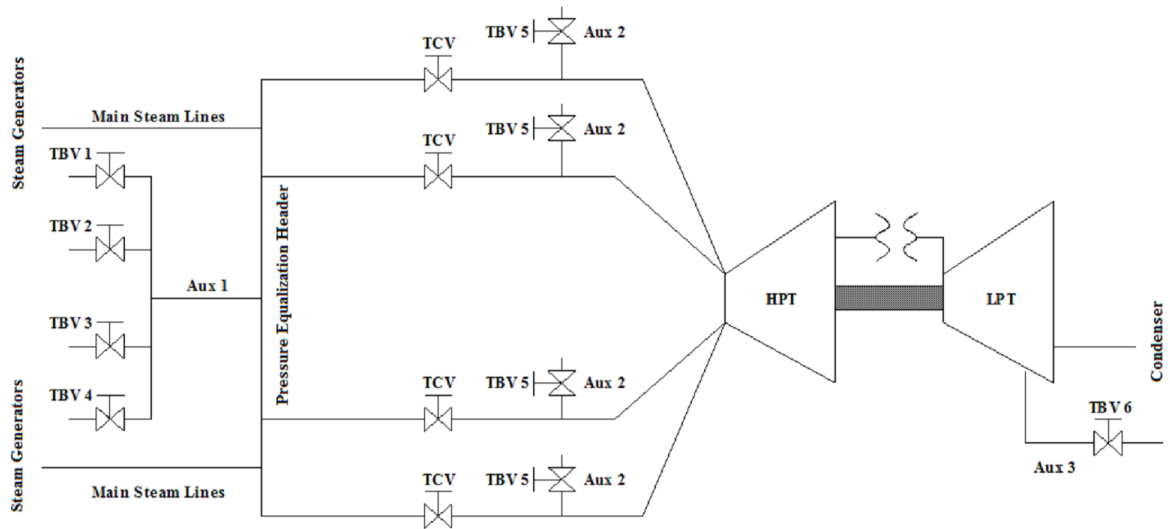 TBV 5
Aux 2
TCV
Steam Generators
Main Steam Lines
TBV 5
Aux 2
TCV
TBV 1
TBV 2
Pressure Equalization Header
Aux 1
HPT
LPT
TBV 3
Condenser
TBV 4
TBV 5
Aux 2
TCV
TBV 6
Steam Generators
Aux 3
Main Steam Lines
TBV 5
Aux 2
TCV